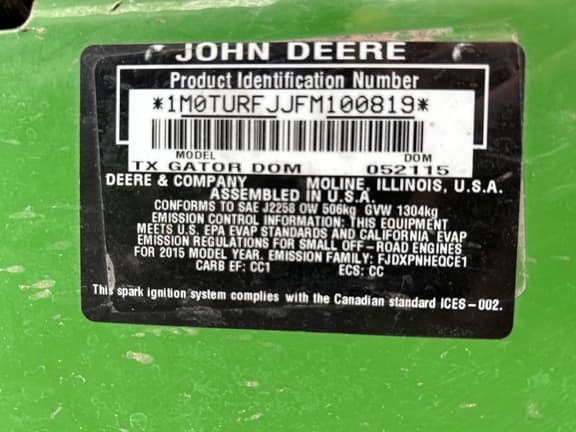 JOHN DEERE
Product Identification Number
*1M0TURFJJFM100819*
MODEL DOM
TX GATOR DOM 052115
DEERE & COMPANY MOLINE, ILLINOIS, U.S.A.
ASSEMBLED IN U.S.A.
CONFORMS TO SAE J2258 OW 506kg GVW 1304kg
EMISSION CONTROL INFORMATION: THIS EQUIPMENT
MEETS U.S. EPA EVAP STANDARDS AND CALIFORNIA EVAP
EMISSION REGULATIONS FOR SMALL OFF-ROAD ENGINES
FOR 2015 MODEL YEAR. EMISSION FAMILY: FJDXPNHEQCE1
CARB EF: CC1 ECS: CC
This spark ignition system complies with the Canadian standard ICES-002.